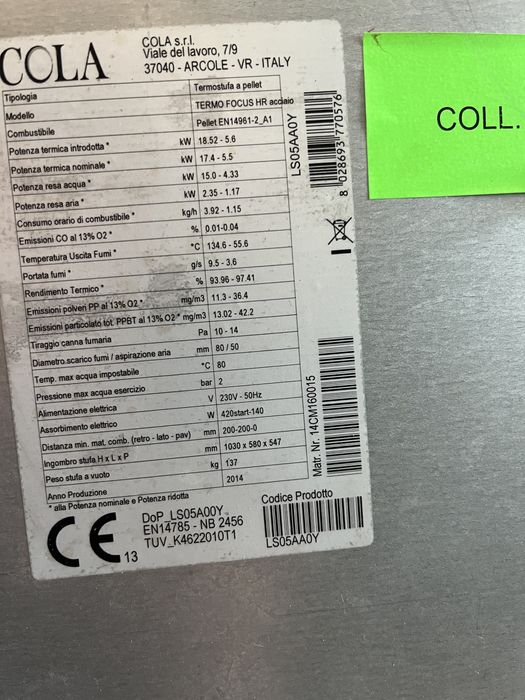 COLA
COLA s.r.l.
Viale del lavoro, 7/9
37040 - ARCOLE - VR - ITALY
Tipologia Termostufa a pellet
Modello TERMO FOCUS HR acciaio
Combustibile Pellet EN14961-2_A1
Potenza termica introdotta * kW 18.52 - 5.6
Potenza termica nominale * kW 17.4 - 5.5
Potenza resa acqua * kW 15.0 - 4.33
Potenza resa aria * kW 2.35 - 1.17
Consumo orario di combustibile * kg/h 3.92 - 1.15
Emissioni CO al 13% O2 * % 0.01-0.04
Temperatura Uscita Fumi * °C 134.6 - 55.6
Portata fumi * g/s 9.5 - 3.6
Rendimento Termico * % 93.96 - 97.41
Emissioni polveri PP al 13% O2 * mg/m3 11.3 - 36.4
Emissioni particolato tot. PPBT al 13% O2 * mg/m3 13.02 - 42.2
Tiraggio canna fumaria Pa 10 - 14
Diametro scarico fumi / aspirazione aria mm 80 / 50
Temp. max acqua impostabile °C 80
Pressione max acqua esercizio bar 2
Alimentazione elettrica V 230V - 50Hz
Assorbimento elettrico W 420start-140
Distanza min. mat. comb. (retro - lato - pav) mm 200-200-0
Ingombro stufa H x L x P mm 1030 x 580 x 547
Peso stufa a vuoto kg 137
Anno Produzione 2014
* alla Potenza nominale e Potenza ridotta
CE 13
DoP_LS05A00Y
EN14785 - NB 2456
TUV_K4622010T1
Codice Prodotto
LS05AA0Y
LS05AA0Y
8 028693 770576
Matr. Nr. 14CM160015
COLL.